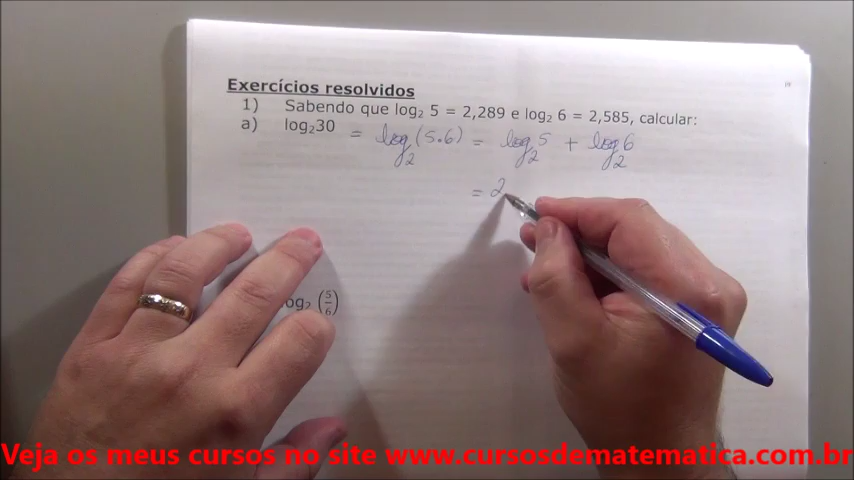 Exercícios resolvidos
1) Sabendo que log₂ 5 = 2,289 e log₂ 6 = 2,585, calcular:
a) log₂30 = log₂(5·6) = log₂5 + log₂6
= 2
log₂ (5/6)
Veja os meus cursos no site www.cursosdematematica.com.br